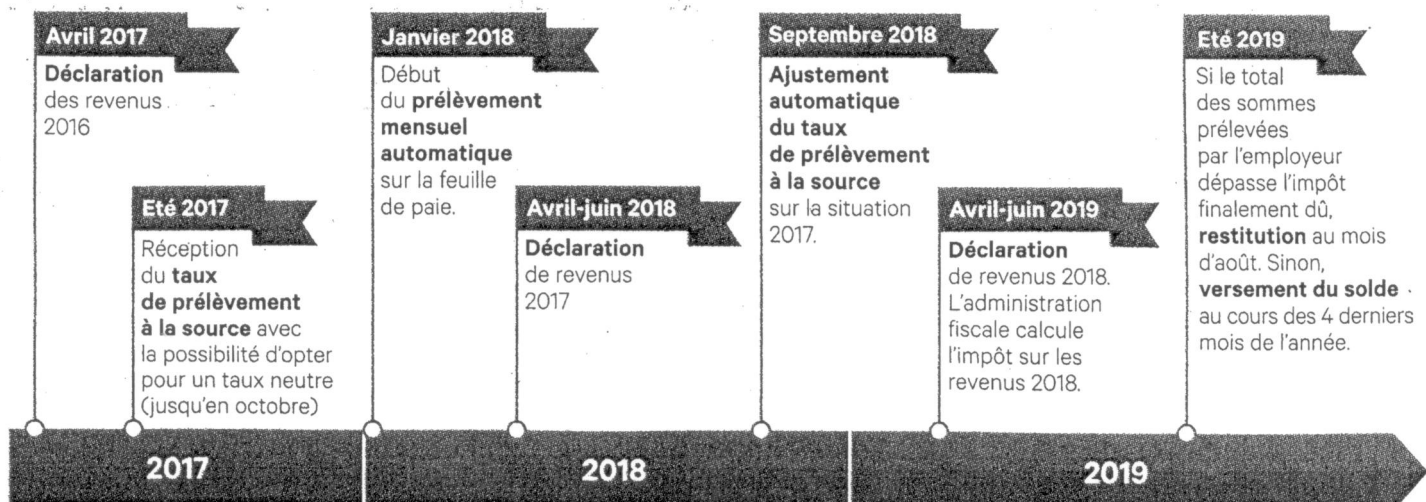 Avril 2017
Déclaration
des revenus
2016
Eté 2017
Réception
du taux
de prélèvement
à la source avec
la possibilité d'opter
pour un taux neutre
(jusqu'en octobre)
Janvier 2018
Début
du prélèvement
mensuel
automatique
sur la feuille
de paie.
Avril-juin 2018
Déclaration
de revenus
2017
Septembre 2018
Ajustement
automatique
du taux
de prélèvement
à la source
sur la situation
2017.
Avril-juin 2019
Déclaration
de revenus 2018.
L'administration
fiscale calcule
l'impôt sur les
revenus 2018.
Eté 2019
Si le total
des sommes
prélevées
par l'employeur
dépasse l'impôt
finalement dû,
restitution au mois
d'août. Sinon,
versement du solde
au cours des 4 derniers
mois de l'année.
2017
2018
2019